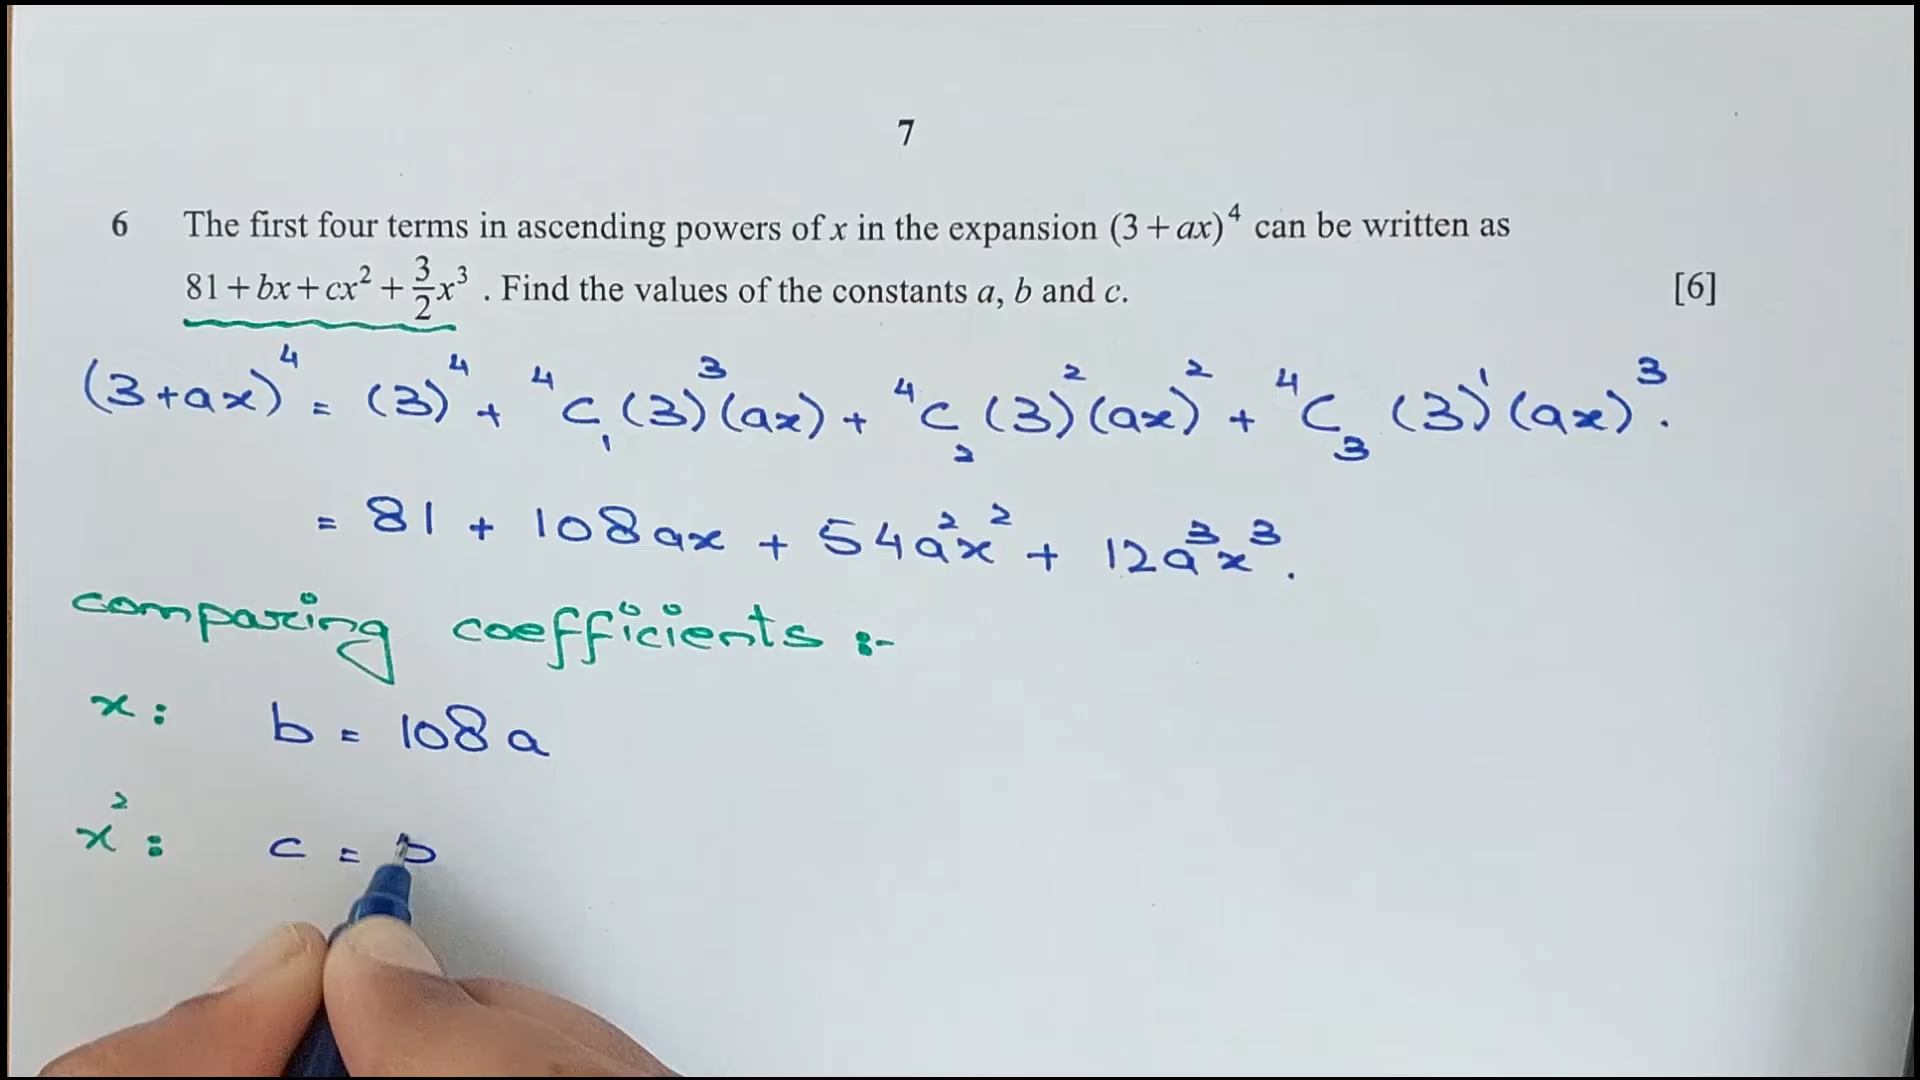 7
6 The first four terms in ascending powers of x in the expansion (3 + ax)⁴ can be written as
81 + bx + cx² + 3/2 x³ . Find the values of the constants a, b and c. [6]
(3+ax)⁴ = (3)⁴ + ⁴C₁ (3)³ (ax) + ⁴C₂ (3)² (ax)² + ⁴C₃ (3)¹ (ax)³.
= 81 + 108ax + 54a²x² + 12a³x³.
comparing coefficients :-
x: b = 108a
x²: c =